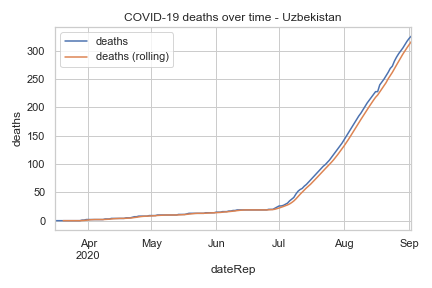 COVID-19 deaths over time - Uzbekistan
deaths
deaths (rolling)
300
250
200
150
100
50
0
deaths
Apr May Jun Jul Aug Sep
2020
dateRep